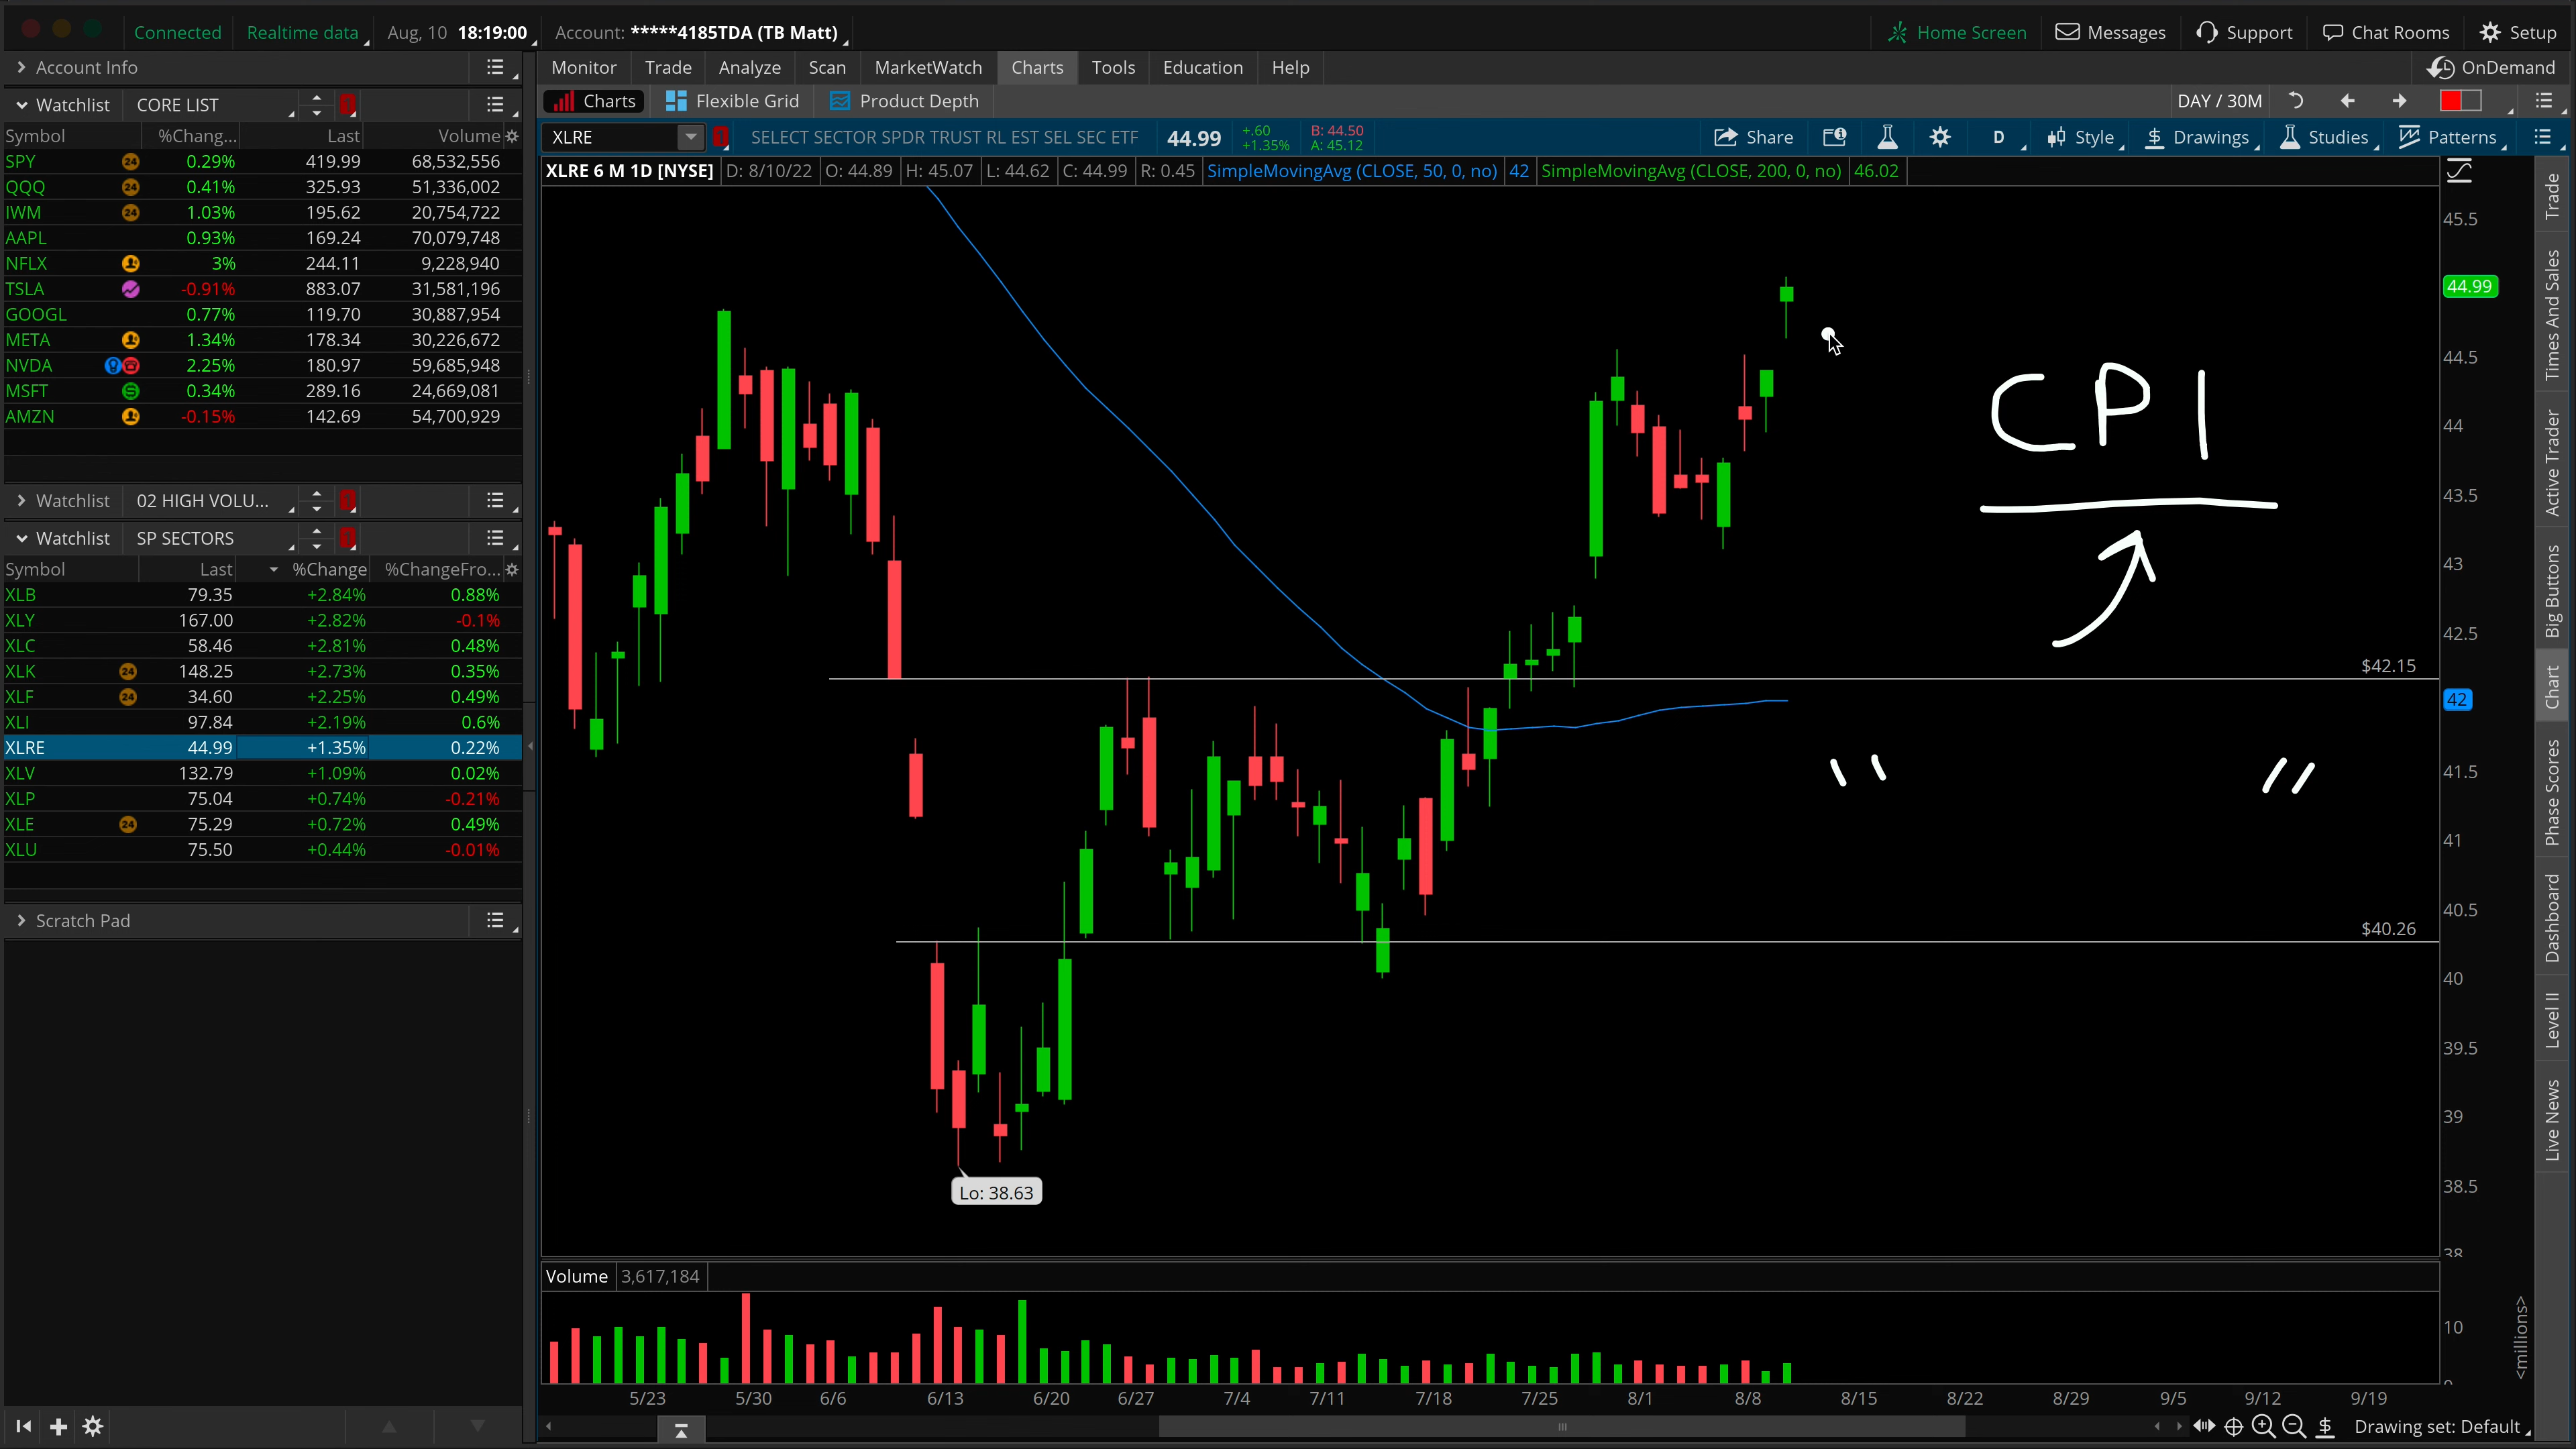 Connected Realtime data Aug, 10 18:19:00 Account: *****4185TDA (TB Matt) Home Screen Messages Support Chat Rooms Setup
Account Info
Monitor Trade Analyze Scan MarketWatch Charts Tools Education Help OnDemand
Watchlist CORE LIST
Charts Flexible Grid Product Depth DAY / 30M
XLRE SELECT SECTOR SPDR TRUST RL EST SEL SEC ETF 44.99 +.60 +1.35% B: 44.50 A: 45.12 Share D Style Drawings Studies Patterns
XLRE 6 M 1D [NYSE] D: 8/10/22 O: 44.89 H: 45.07 L: 44.62 C: 44.99 R: 0.45 SimpleMovingAvg (CLOSE, 50, 0, no) 42 SimpleMovingAvg (CLOSE, 200, 0, no) 46.02
Symbol %Chang... Last Volume
SPY 24 0.29% 419.99 68,532,556
QQQ 24 0.41% 325.93 51,336,002
IWM 24 1.03% 195.62 20,754,722
AAPL 0.93% 169.24 70,079,748
NFLX 3% 244.11 9,228,940
TSLA -0.91% 883.07 31,581,196
GOOGL 0.77% 119.70 30,887,954
META 1.34% 178.34 30,226,672
NVDA 2.25% 180.97 59,685,948
MSFT 0.34% 289.16 24,669,081
AMZN -0.15% 142.69 54,700,929
Watchlist 02 HIGH VOLU...
Watchlist SP SECTORS
Symbol Last %Change %ChangeFro...
XLB 79.35 +2.84% 0.88%
XLY 167.00 +2.82% -0.1%
XLC 58.46 +2.81% 0.48%
XLK 24 148.25 +2.73% 0.35%
XLF 24 34.60 +2.25% 0.49%
XLI 97.84 +2.19% 0.6%
XLRE 44.99 +1.35% 0.22%
XLV 132.79 +1.09% 0.02%
XLP 75.04 +0.74% -0.21%
XLE 24 75.29 +0.72% 0.49%
XLU 75.50 +0.44% -0.01%
Scratch Pad
CPI
" "
$42.15
$40.26
Lo: 38.63
45.5
44.99
44.5
44
43.5
43
42.5
42
41.5
41
40.5
40
39.5
39
38.5
38
Volume 3,617,184
10
<millions>
5/23 5/30 6/6 6/13 6/20 6/27 7/4 7/11 7/18 7/25 8/1 8/8 8/15 8/22 8/29 9/5 9/12 9/19
Drawing set: Default
Trade
Times And Sales
Active Trader
Big Buttons
Chart
Phase Scores
Dashboard
Level II
Live News